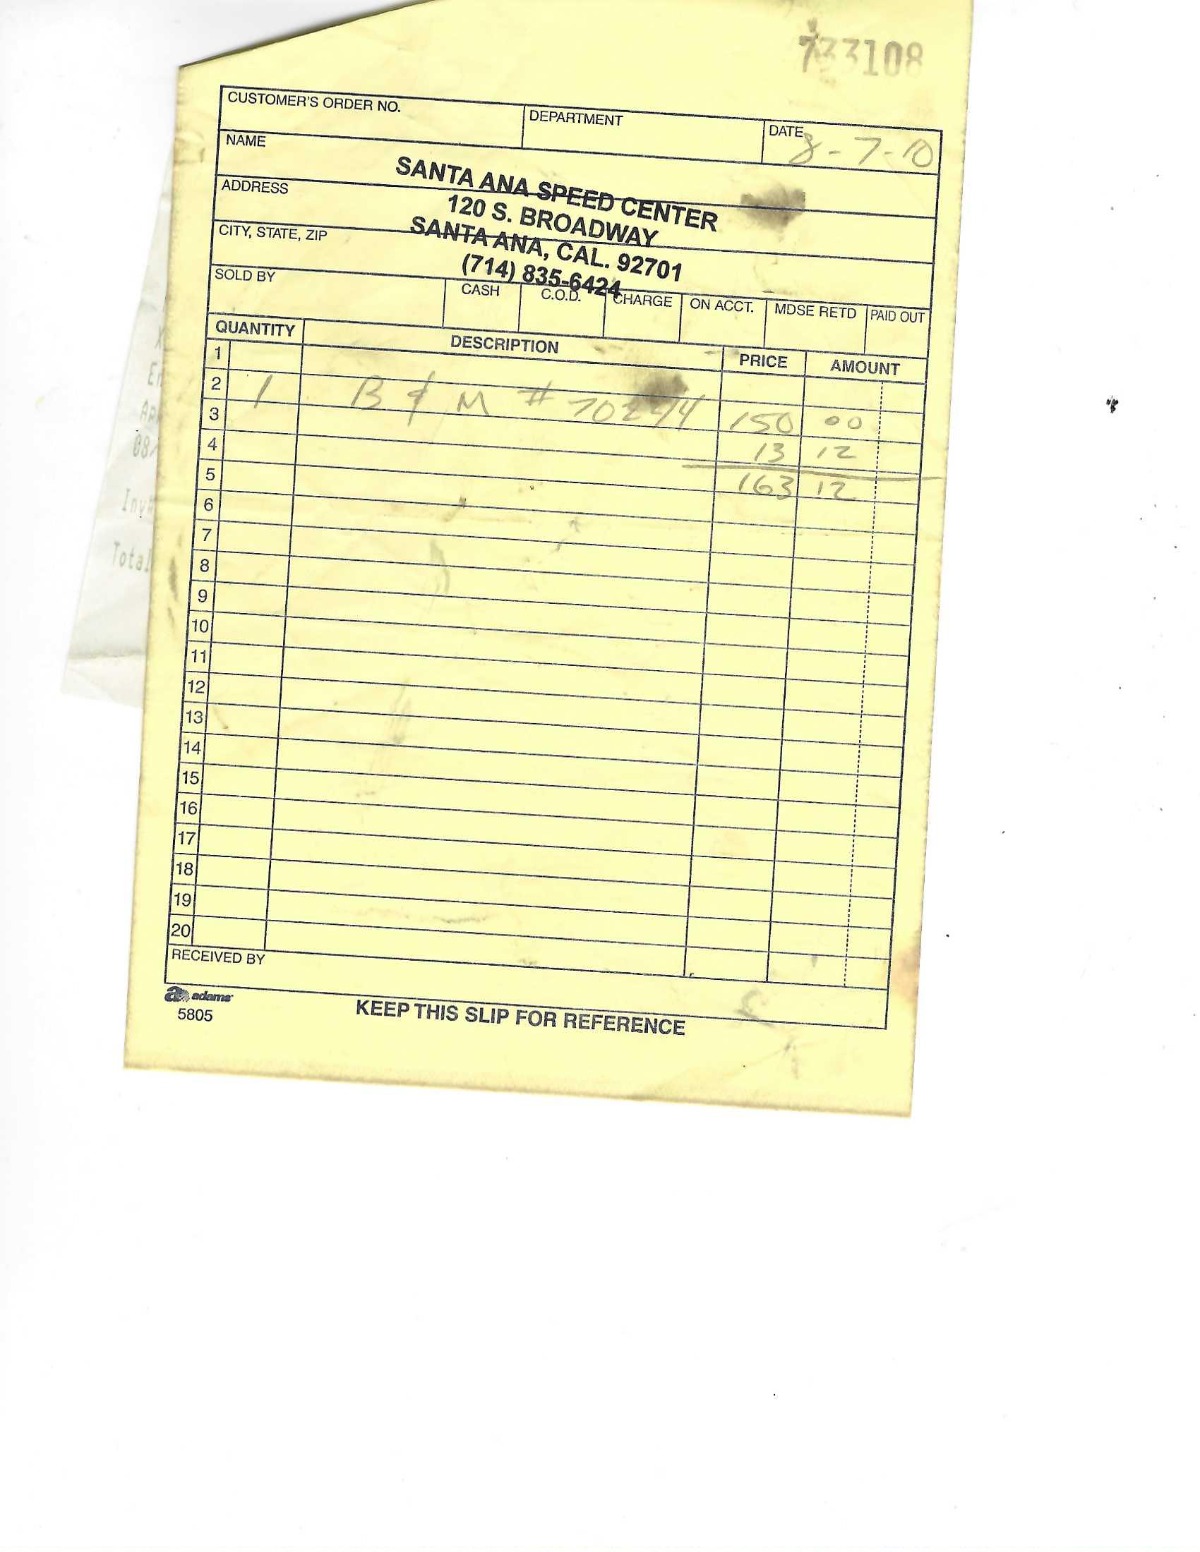 733108
CUSTOMER'S ORDER NO. DEPARTMENT DATE 8-7-10
NAME
SANTA ANA SPEED CENTER
ADDRESS
120 S. BROADWAY
CITY, STATE, ZIP
SANTA ANA, CAL. 92701
(714) 835-6424
SOLD BY CASH C.O.D. CHARGE ON ACCT. MDSE RETD PAID OUT
QUANTITY DESCRIPTION PRICE AMOUNT
1
2 1 B & M # 70244 150 00
3
4 13 12
5 163 12
6
7
8
9
10
11
12
13
14
15
16
17
18
19
20
RECEIVED BY
adams
5805
KEEP THIS SLIP FOR REFERENCE
08/
Inv#
Total